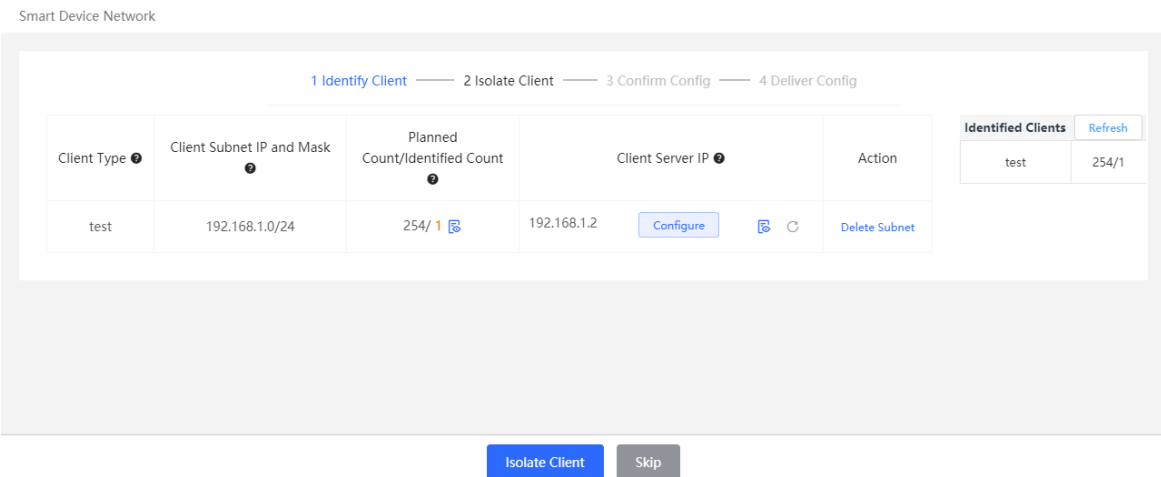 Smart Device Network
1 Identify Client
2 Isolate Client
3 Confirm Config
4 Deliver Config
Client Type
Client Subnet IP and Mask
Planned
Count/Identified Count
Client Server IP
Action
test
192.168.1.0/24
254/ 1
192.168.1.2
Configure
Delete Subnet
Identified Clients
Refresh
test
254/1
Isolate Client
Skip